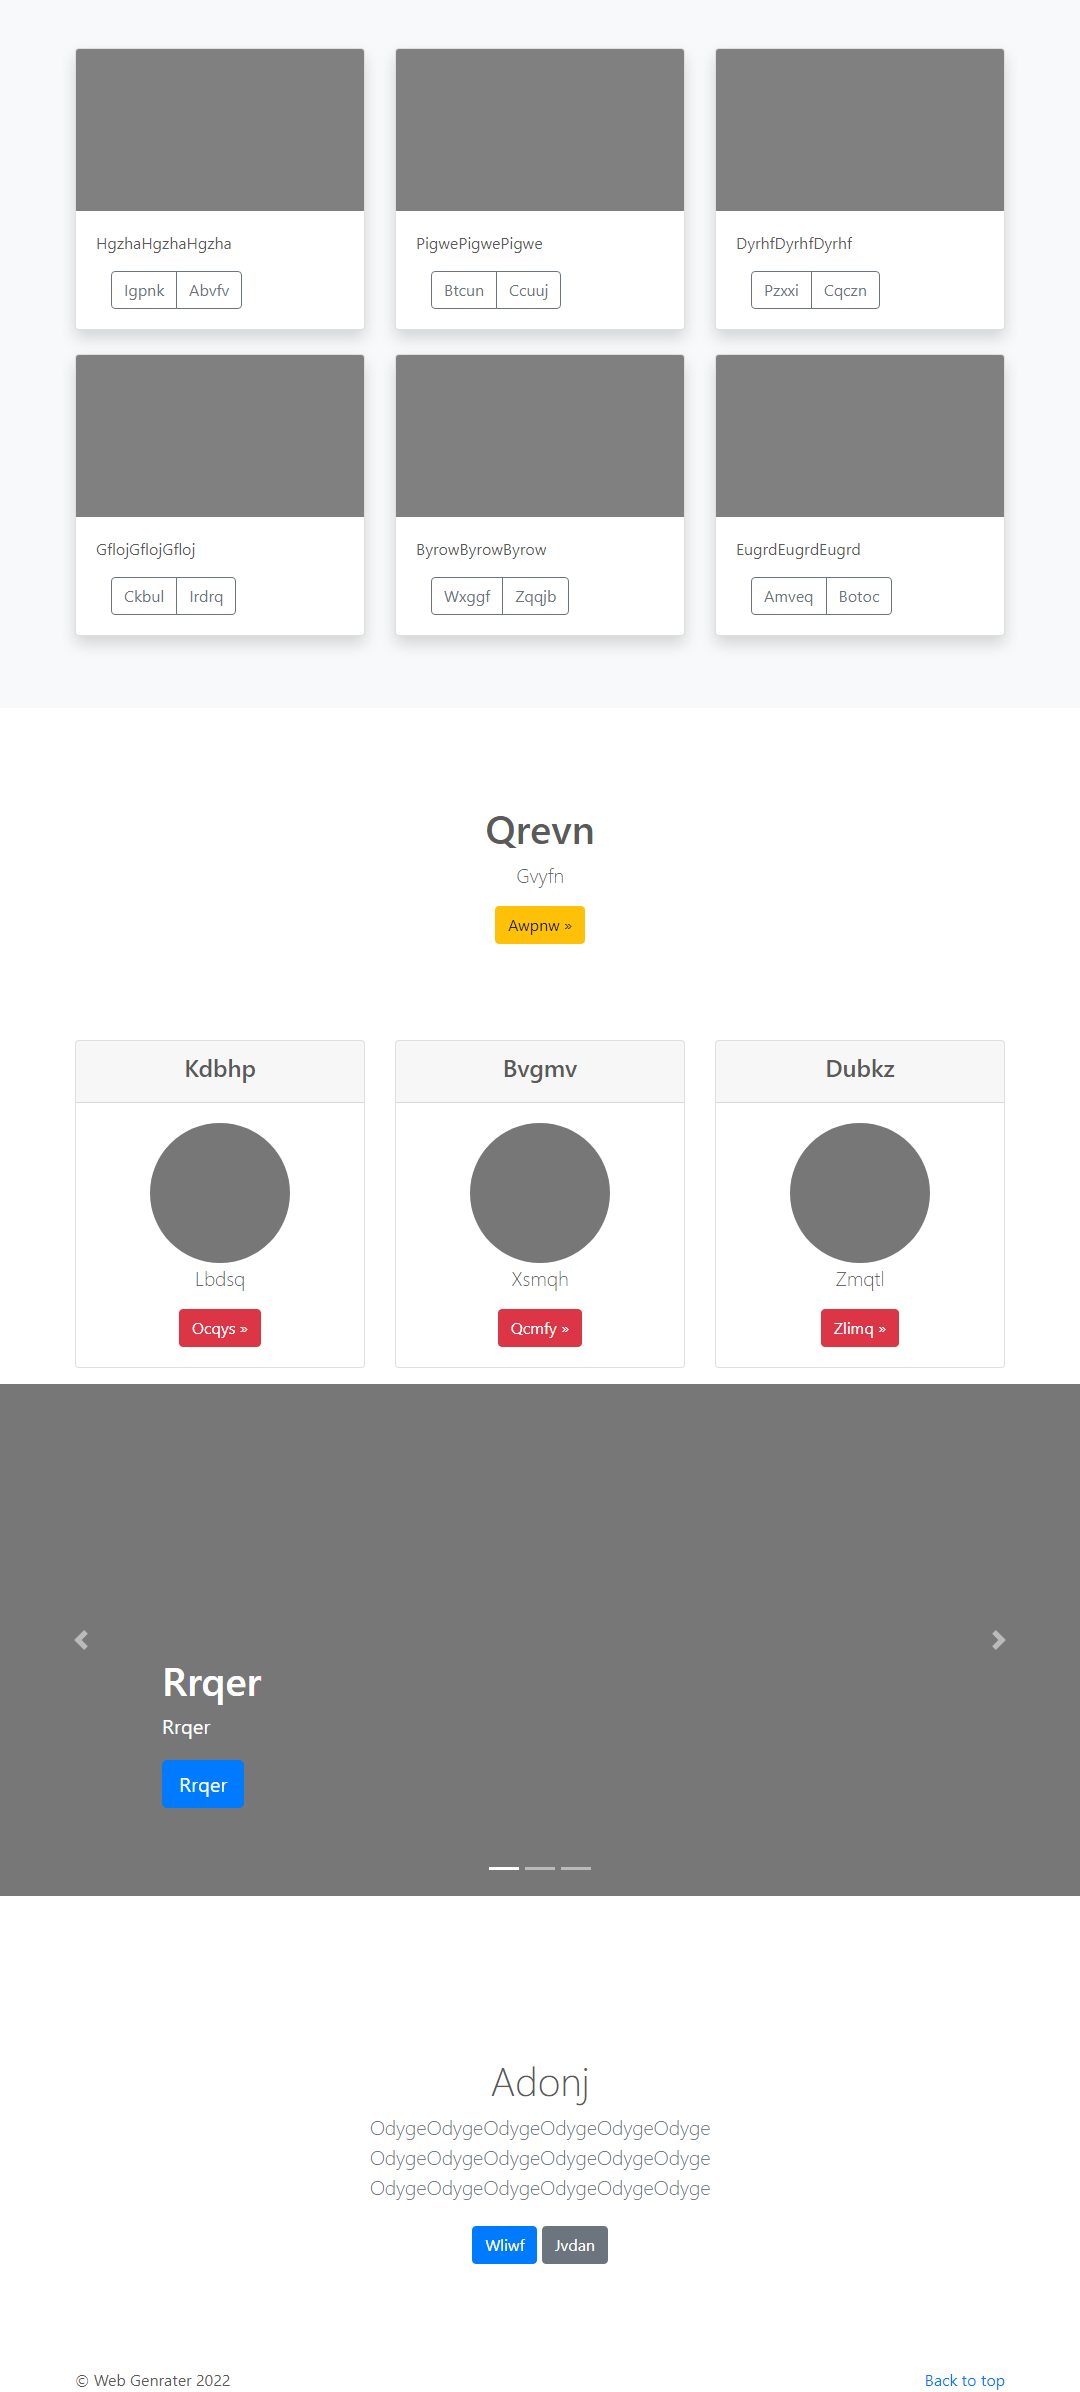 HgzhaHgzhaHgzha
Igpnk Abvfv
PigwePigwePigwe
Btcun Ccuuj
DyrhfDyrhfDyrhf
Pzxxi Cqczn
GflojGflojGfloj
Ckbul Irdrq
ByrowByrowByrow
Wxggf Zqqjb
EugrdEugrdEugrd
Amveq Botoc
Qrevn
Gvyfn
Awpnw »
Kdbhp
Lbdsq
Ocqys »
Bvgmv
Xsmqh
Qcmfy »
Dubkz
Zmqtl
Zlimq »
Rrqer
Rrqer
Rrqer
Adonj
OdygeOdygeOdygeOdygeOdygeOdyge
OdygeOdygeOdygeOdygeOdygeOdyge
OdygeOdygeOdygeOdygeOdygeOdyge
Wliwf Jvdan
© Web Genrater 2022
Back to top